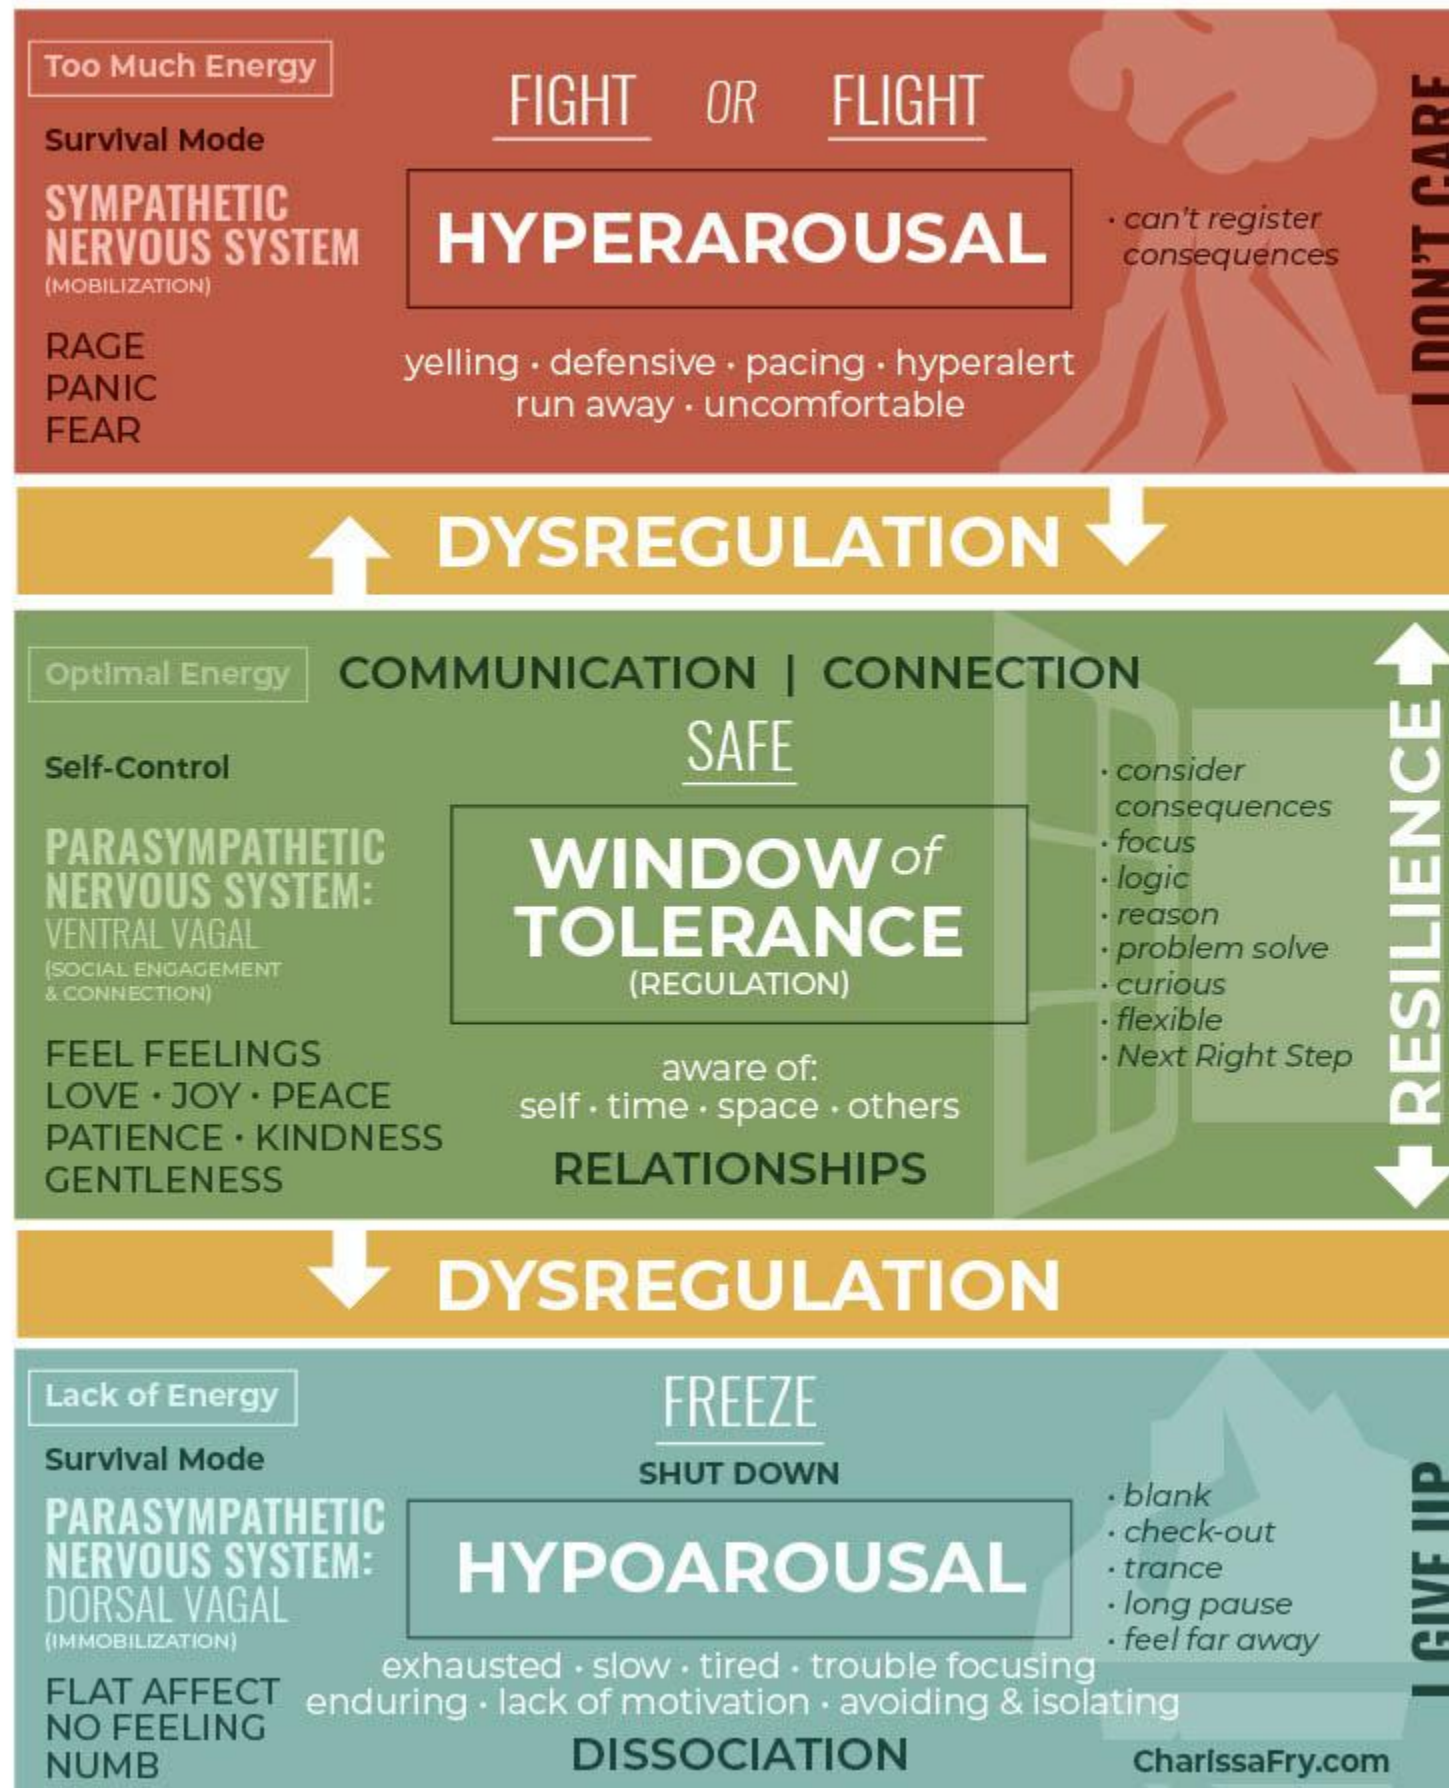 Too Much Energy
Survival Mode
SYMPATHETIC
NERVOUS SYSTEM
(MOBILIZATION)
RAGE
PANIC
FEAR
FIGHT OR FLIGHT
HYPERAROUSAL
yelling · defensive · pacing · hyperalert
run away · uncomfortable
· can't register
consequences
I DON'T CARE
DYSREGULATION
Optimal Energy
COMMUNICATION | CONNECTION
Self-Control
PARASYMPATHETIC
NERVOUS SYSTEM:
VENTRAL VAGAL
(SOCIAL ENGAGEMENT
& CONNECTION)
FEEL FEELINGS
LOVE · JOY · PEACE
PATIENCE · KINDNESS
GENTLENESS
SAFE
WINDOW of
TOLERANCE
(REGULATION)
aware of:
self · time · space · others
RELATIONSHIPS
· consider
consequences
· focus
· logic
· reason
· problem solve
· curious
· flexible
· Next Right Step
RESILIENCE
DYSREGULATION
Lack of Energy
Survival Mode
PARASYMPATHETIC
NERVOUS SYSTEM:
DORSAL VAGAL
(IMMOBILIZATION)
FLAT AFFECT
NO FEELING
NUMB
FREEZE
SHUT DOWN
HYPOAROUSAL
exhausted · slow · tired · trouble focusing
enduring · lack of motivation · avoiding & isolating
DISSOCIATION
· blank
· check-out
· trance
· long pause
· feel far away
I GIVE UP
CharissaFry.com